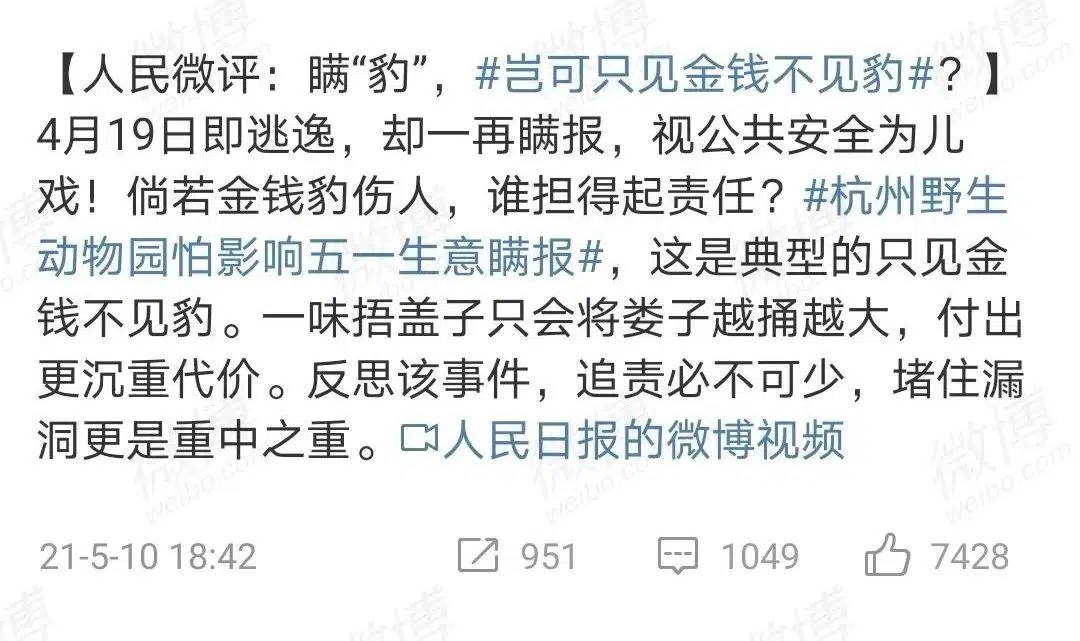 【人民微评：瞒“豹”，#岂可只见金钱不见豹#？】
4月19日即逃逸，却一再瞒报，视公共安全为儿
戏！倘若金钱豹伤人，谁担得起责任？#杭州野生
动物园怕影响五一生意瞒报#，这是典型的只见金
钱不见豹。一味捂盖子只会将娄子越捅越大，付出
更沉重代价。反思该事件，追责必不可少，堵住漏
洞更是重中之重。人民日报的微博视频
21-5-10 18:42 951 1049 7428